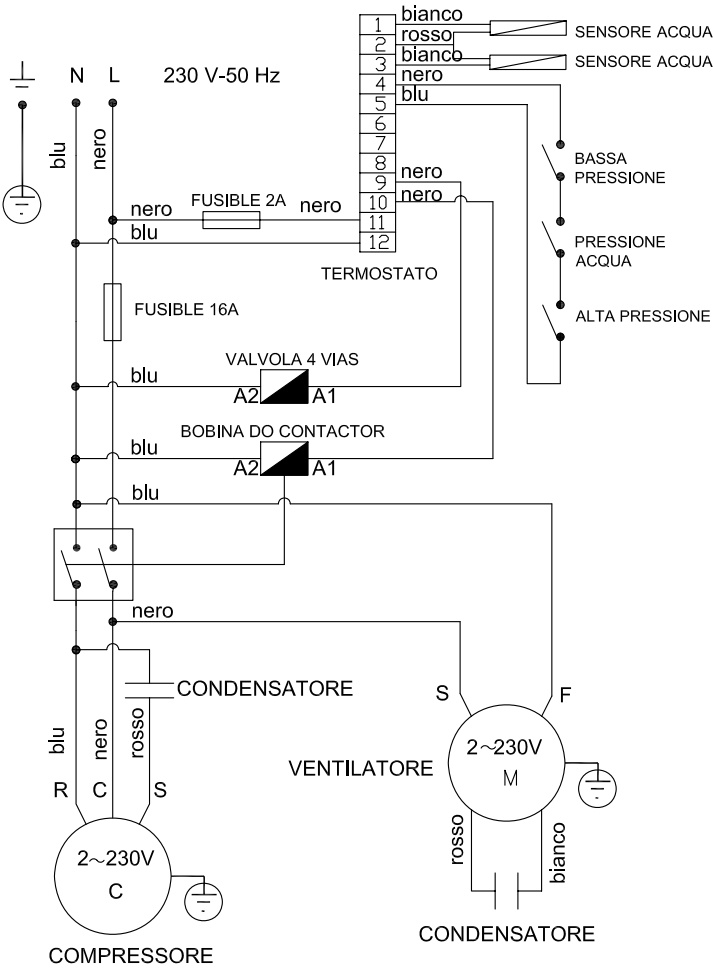 N L 230 V-50 Hz
blu
nero
1 bianco
2 rosso
3 bianco
4 nero
5 blu
6
7
8
9 nero
10 nero
11
12
SENSORE ACQUA
SENSORE ACQUA
BASSA
PRESSIONE
PRESSIONE
ACQUA
ALTA PRESSIONE
nero FUSIBLE 2A nero
blu
TERMOSTATO
FUSIBLE 16A
VALVOLA 4 VIAS
blu A2 A1
BOBINA DO CONTACTOR
blu A2 A1
blu
nero
CONDENSATORE
blu
nero
rosso
R C S
2~230V
C
COMPRESSORE
S F
VENTILATORE
2~230V
M
rosso
bianco
CONDENSATORE